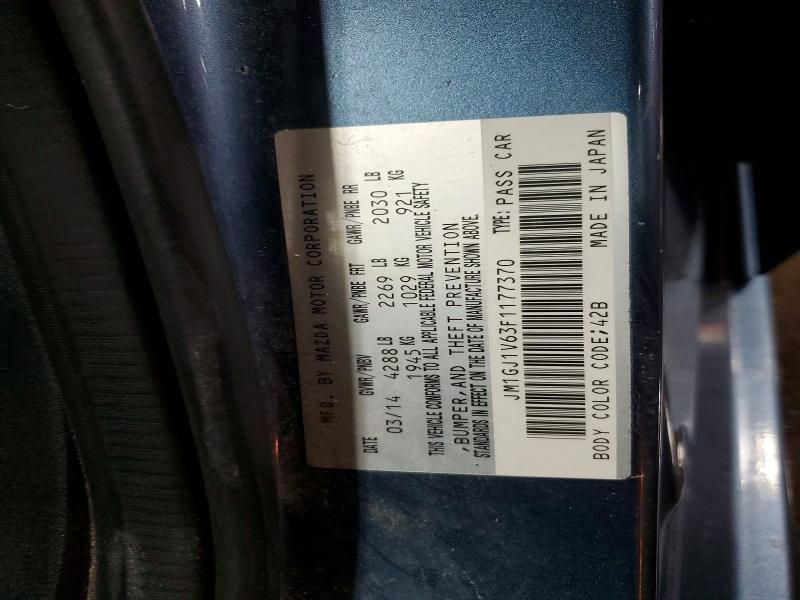 MFD. BY MAZDA MOTOR CORPORATION
DATE GVWR/PNBV GAWR/PNBE FRT GAWR/PNBE RR
03/14 4288 LB 2269 LB 2030 LB
1945 KG 1029 KG 921 KG
THIS VEHICLE CONFORMS TO ALL APPLICABLE FEDERAL MOTOR VEHICLE SAFETY
,BUMPER, AND THEFT PREVENTION
STANDARDS IN EFFECT ON THE DATE OF MANUFACTURE SHOWN ABOVE.
JM1GJ1V63F1177370 TYPE: PASS CAR
BODY COLOR CODE:42B MADE IN JAPAN